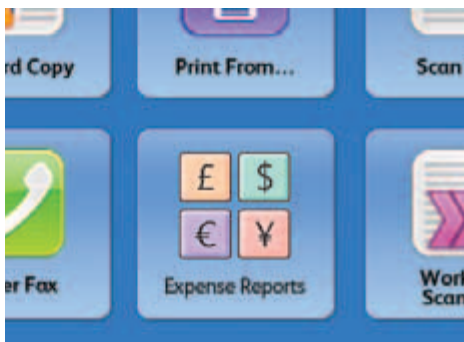 rd Copy
Print From...
Scan
£ $
€ ¥
er Fax
Expense Reports
Work
Scan